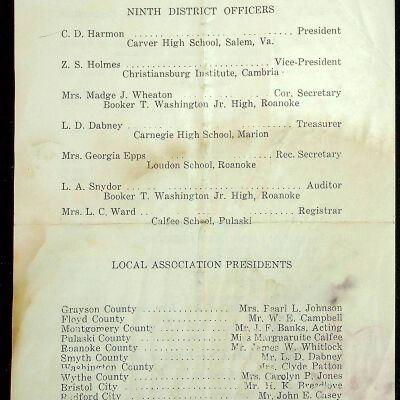 NINTH DISTRICT OFFICERS
C. D. Harmon .......................... President
Carver High School, Salem, Va.
Z. S. Holmes ..................... Vice-President
Christiansburg Institute, Cambria
Mrs. Madge J. Wheaton .......... Cor. Secretary
Booker T. Washington Jr. High, Roanoke
L. D. Dabney .......................... Treasurer
Carnegie High School, Marion
Mrs. Georgia Epps ............... Rec. Secretary
Loudon School, Roanoke
L. A. Snydor ............................ Auditor
Booker T. Washington Jr. High, Roanoke
Mrs. L. C. Ward ....................... Registrar
Calfee School, Pulaski
LOCAL ASSOCIATION PRESIDENTS
Grayson County ............... Mrs. Pearl L. Johnson
Floyd County ................. Mr. W. E. Campbell
Montgomery County ............ Mr. J. F. Banks, Acting
Pulaski County ............... Miss Marguaruite Calfee
Roanoke County ............... Mr. James W. Whitlock
Smyth County ................. Mr. L. D. Dabney
Washington County ............ Mrs. Clyde Patton
Wythe County ................. Mrs. Carolyn P. Jones
Bristol City ................. Mr. H. K. Breedlove
Radford City ................. Mr. John E. Casey